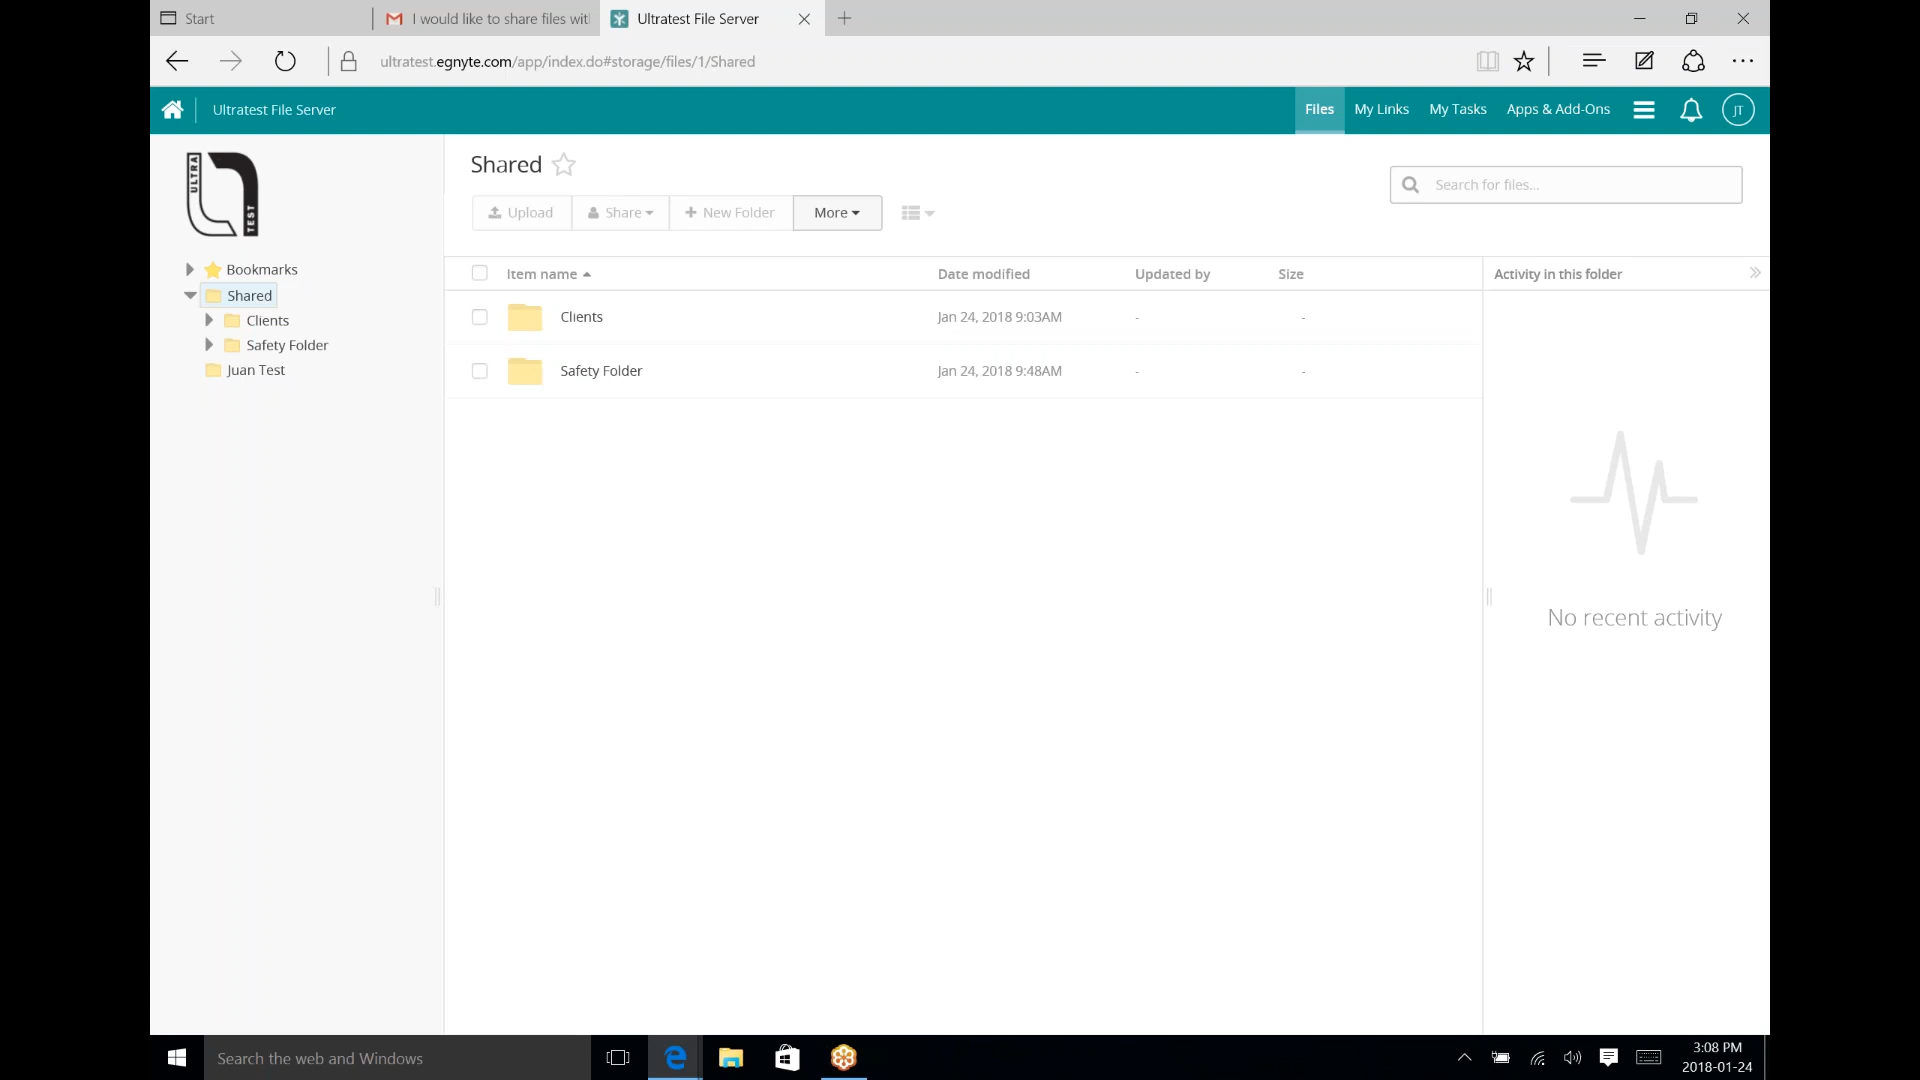 Start
I would like to share files wit
Ultratest File Server
ultratest.egnyte.com/app/index.do#storage/files/1/Shared
Ultratest File Server
Files
My Links
My Tasks
Apps & Add-Ons
JT
ULTRA
TEST
Bookmarks
Shared
Clients
Safety Folder
Juan Test
Shared
Search for files...
Upload
Share
New Folder
More
Item name
Date modified
Updated by
Size
Activity in this folder
Clients
Jan 24, 2018 9:03AM
-
-
Safety Folder
Jan 24, 2018 9:48AM
-
-
No recent activity
Search the web and Windows
3:08 PM
2018-01-24